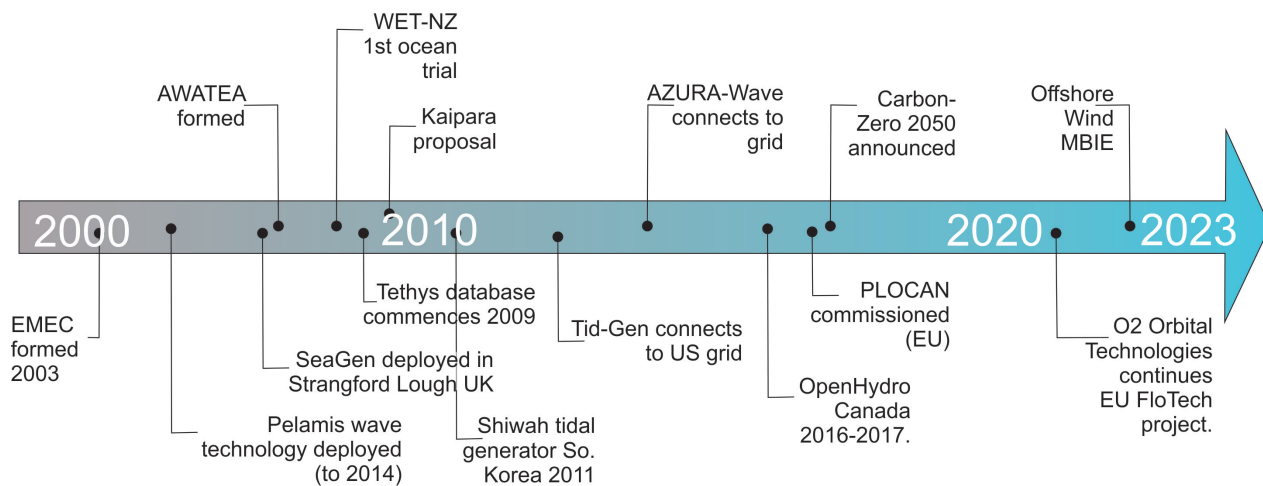 WET-NZ
1st ocean
trial
AWATEA
formed
Kaipara
proposal
AZURA-Wave
connects to
grid
Carbon-
Zero 2050
announced
Offshore
Wind
MBIE
2000
2010
2020
2023
EMEC
formed
2003
Pelamis wave
technology deployed
(to 2014)
SeaGen deployed in
Strangford Lough UK
Tethys database
commences 2009
Shiwah tidal
generator So.
Korea 2011
Tid-Gen connects
to US grid
OpenHydro
Canada
2016-2017.
PLOCAN
commissioned
(EU)
O2 Orbital
Technologies
continues
EU FloTech
project.